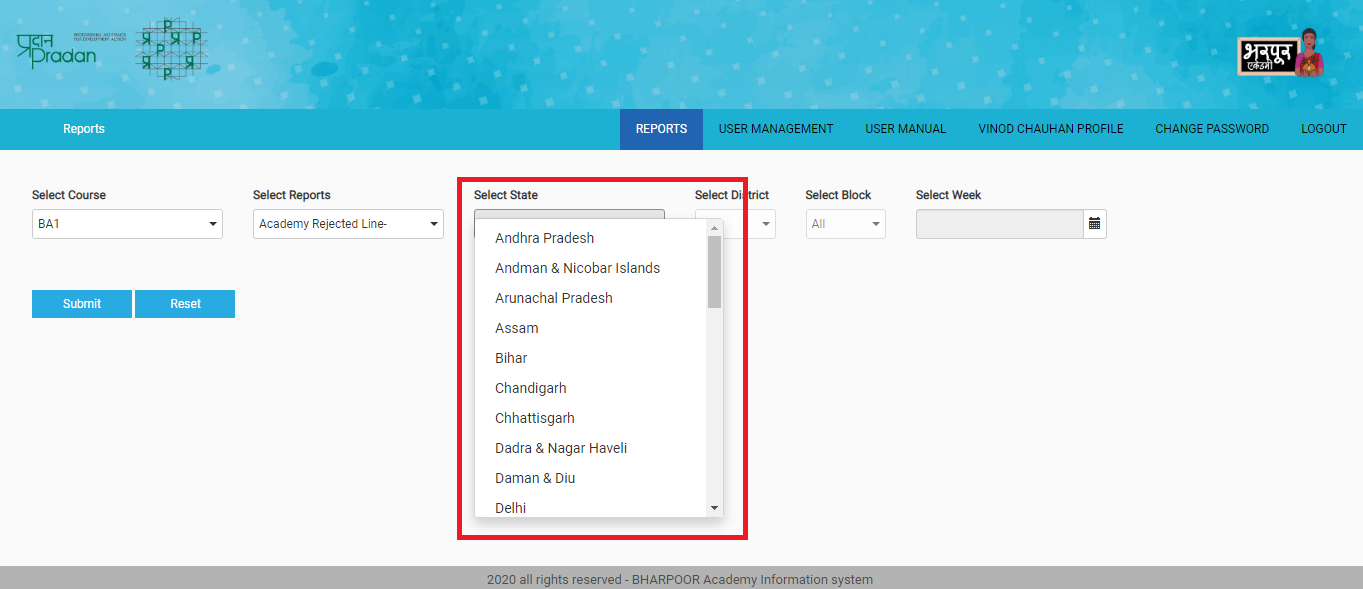 प्रदान
Pradan
PROFESSIONAL ASSISTANCE
FOR DEVELOPMENT ACTION
भरपूर
एकेडमी
Reports
REPORTS
USER MANAGEMENT
USER MANUAL
VINOD CHAUHAN PROFILE
CHANGE PASSWORD
LOGOUT
Select Course
Select Reports
Select State
Select District
Select Block
Select Week
BA1
Academy Rejected Line-
All
Andhra Pradesh
Andman & Nicobar Islands
Arunachal Pradesh
Assam
Bihar
Chandigarh
Chhattisgarh
Dadra & Nagar Haveli
Daman & Diu
Delhi
Submit
Reset
2020 all rights reserved - BHARPOOR Academy Information system